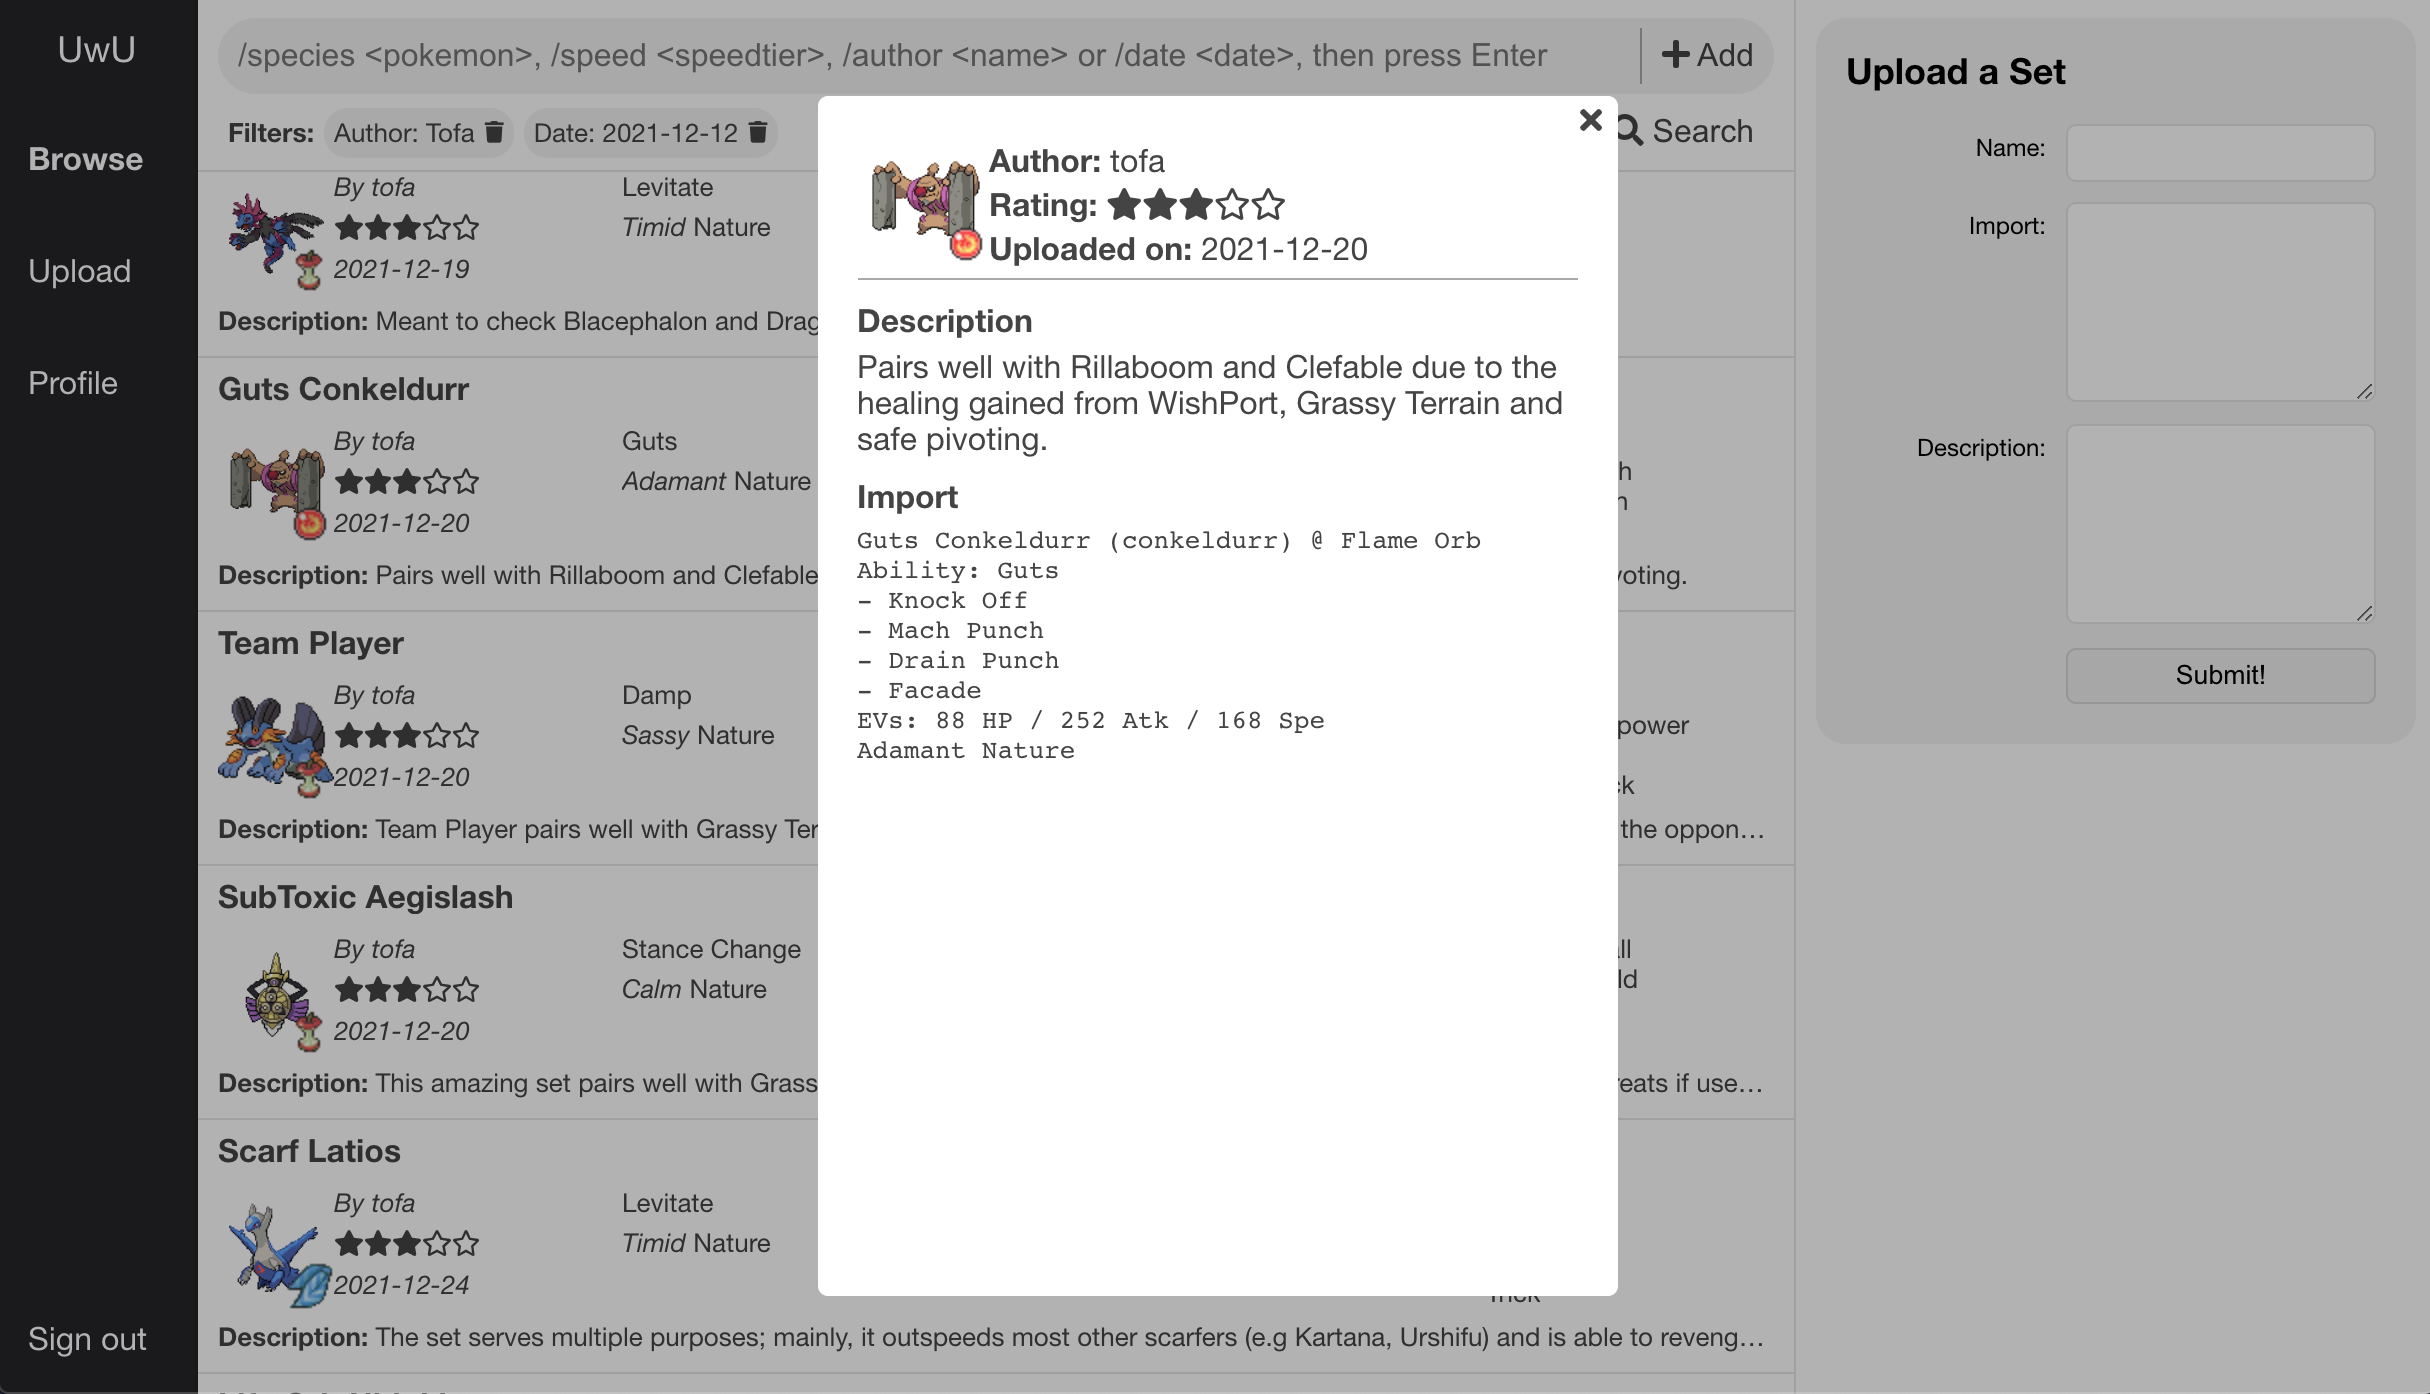 UwU
Browse
Upload
Profile
Sign out
/species <pokemon>, /speed <speedtier>, /author <name> or /date <date>, then press Enter
Add
Filters: Author: Tofa Date: 2021-12-12
Search
By tofa
2021-12-19
Levitate
Timid Nature
Description: Meant to check Blacephalon and
Guts Conkeldurr
By tofa
2021-12-20
Guts
Adamant Nature
Description: Pairs well with Rillaboom and Clefable
Team Player
By tofa
2021-12-20
Damp
Sassy Nature
power
Description: Team Player pairs well with Grassy
the oppon…
SubToxic Aegislash
By tofa
2021-12-20
Stance Change
Calm Nature
Description: This amazing set pairs well with
if use…
Scarf Latios
By tofa
2021-12-24
Levitate
Timid Nature
Description: The set serves multiple purposes; mainly, it outspeeds most other scarfers (e.g Kartana, Urshifu) and is able to reveng…
Author: tofa
Rating:
Uploaded on: 2021-12-20
Description
Pairs well with Rillaboom and Clefable due to the
healing gained from WishPort, Grassy Terrain and
safe pivoting.
Import
Guts Conkeldurr (conkeldurr) @ Flame Orb
Ability: Guts
- Knock Off
- Mach Punch
- Drain Punch
- Facade
EVs: 88 HP / 252 Atk / 168 Spe
Adamant Nature
Upload a Set
Name:
Import:
Description:
Submit!